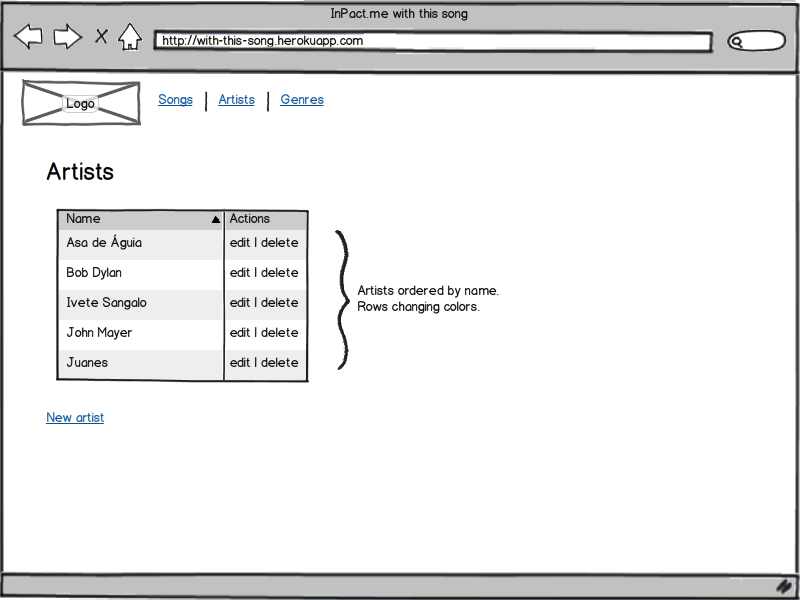 InPact.me with this song
http://with-this-song.herokuapp.com
Logo
Songs | Artists | Genres
Artists
Name Actions
Asa de Águia edit | delete
Bob Dylan edit | delete
Ivete Sangalo edit | delete
John Mayer edit | delete
Juanes edit | delete
Artists ordered by name.
Rows changing colors.
New artist